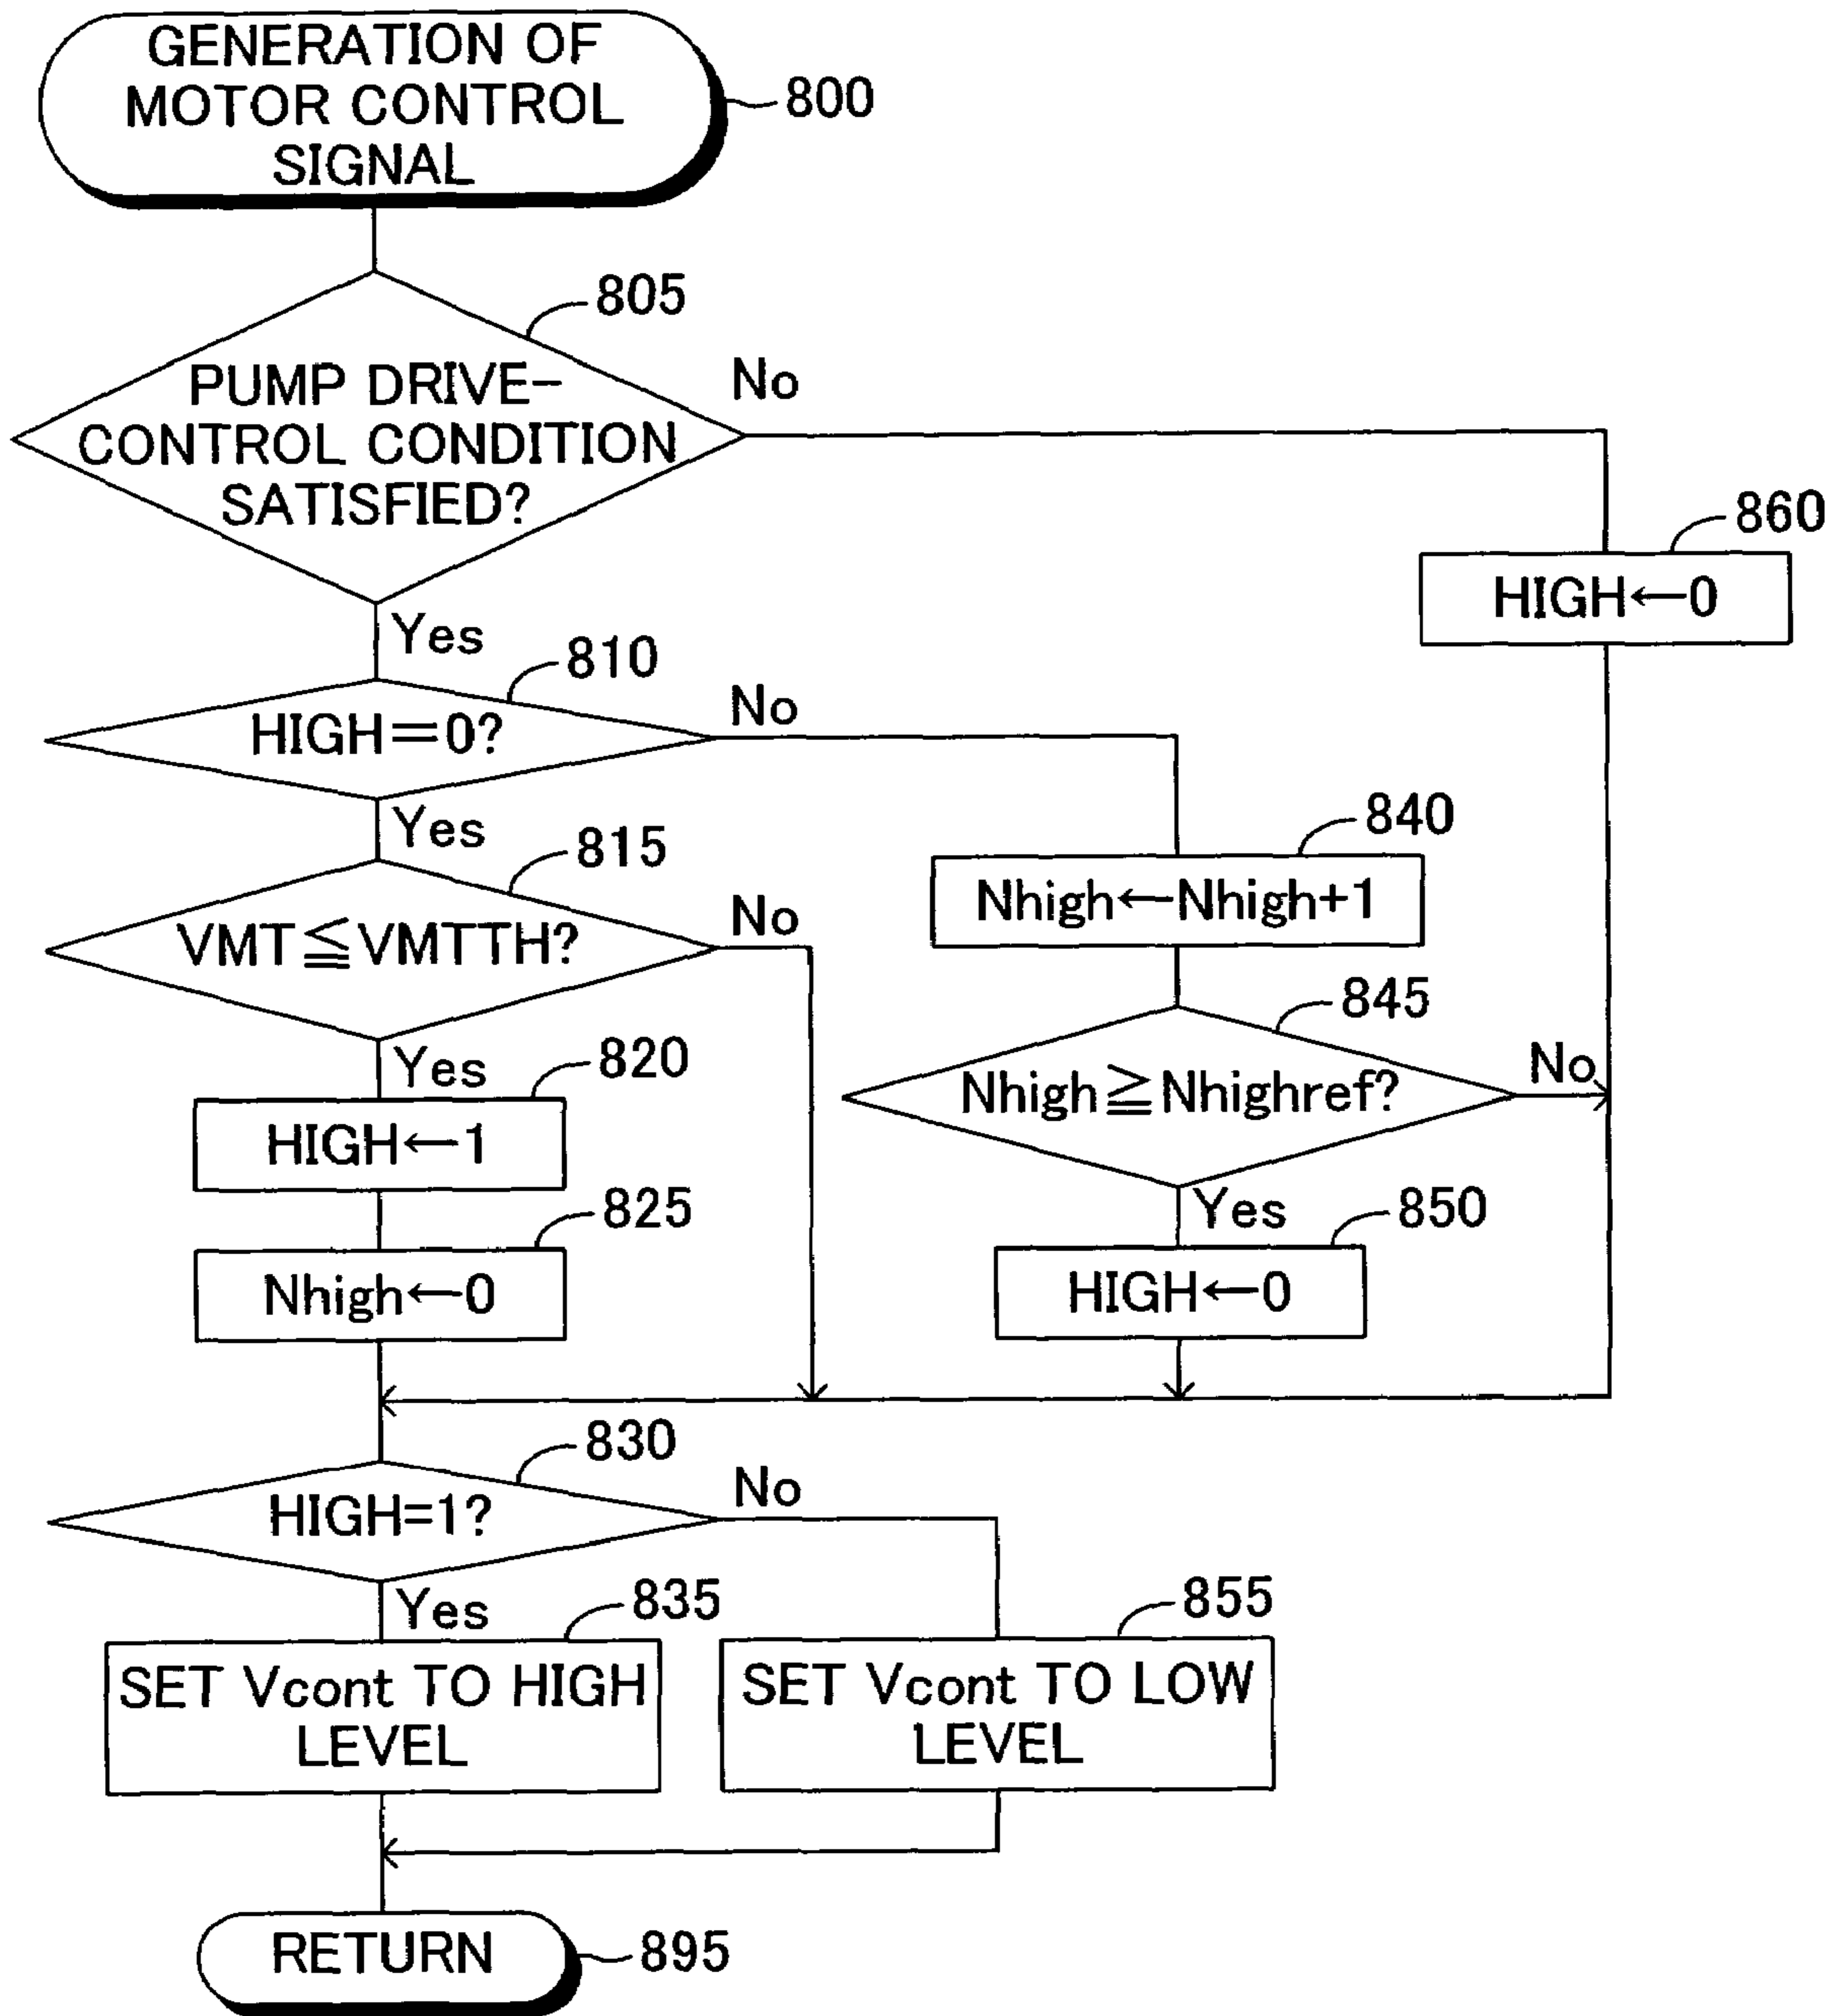 GENERATION OF
MOTOR CONTROL
SIGNAL
800
805
PUMP DRIVE-
CONTROL CONDITION
SATISFIED?
No
Yes
860
HIGH←0
810
HIGH=0?
No
Yes
815
VMT≦VMTTH?
No
Yes
840
Nhigh←Nhigh+1
845
Nhigh≧Nhighref?
No
Yes
820
HIGH←1
825
Nhigh←0
850
HIGH←0
830
HIGH=1?
No
Yes
835
SET Vcont TO HIGH
LEVEL
855
SET Vcont TO LOW
LEVEL
RETURN
895